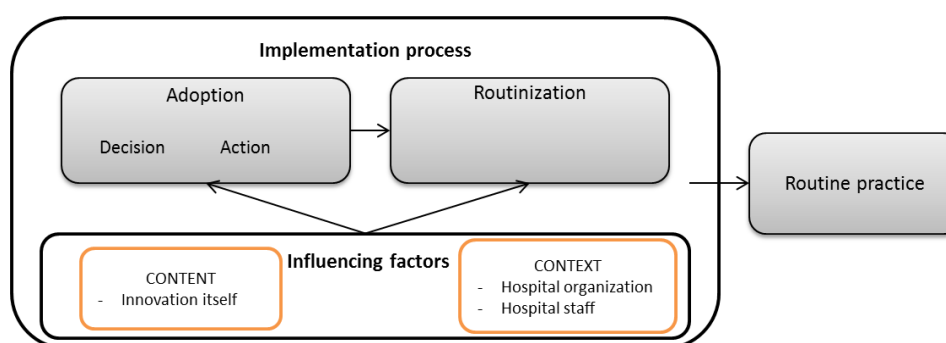 Implementation process
Adoption
Decision Action
Routinization
Routine practice
Influencing factors
CONTENT
- Innovation itself
CONTEXT
- Hospital organization
- Hospital staff